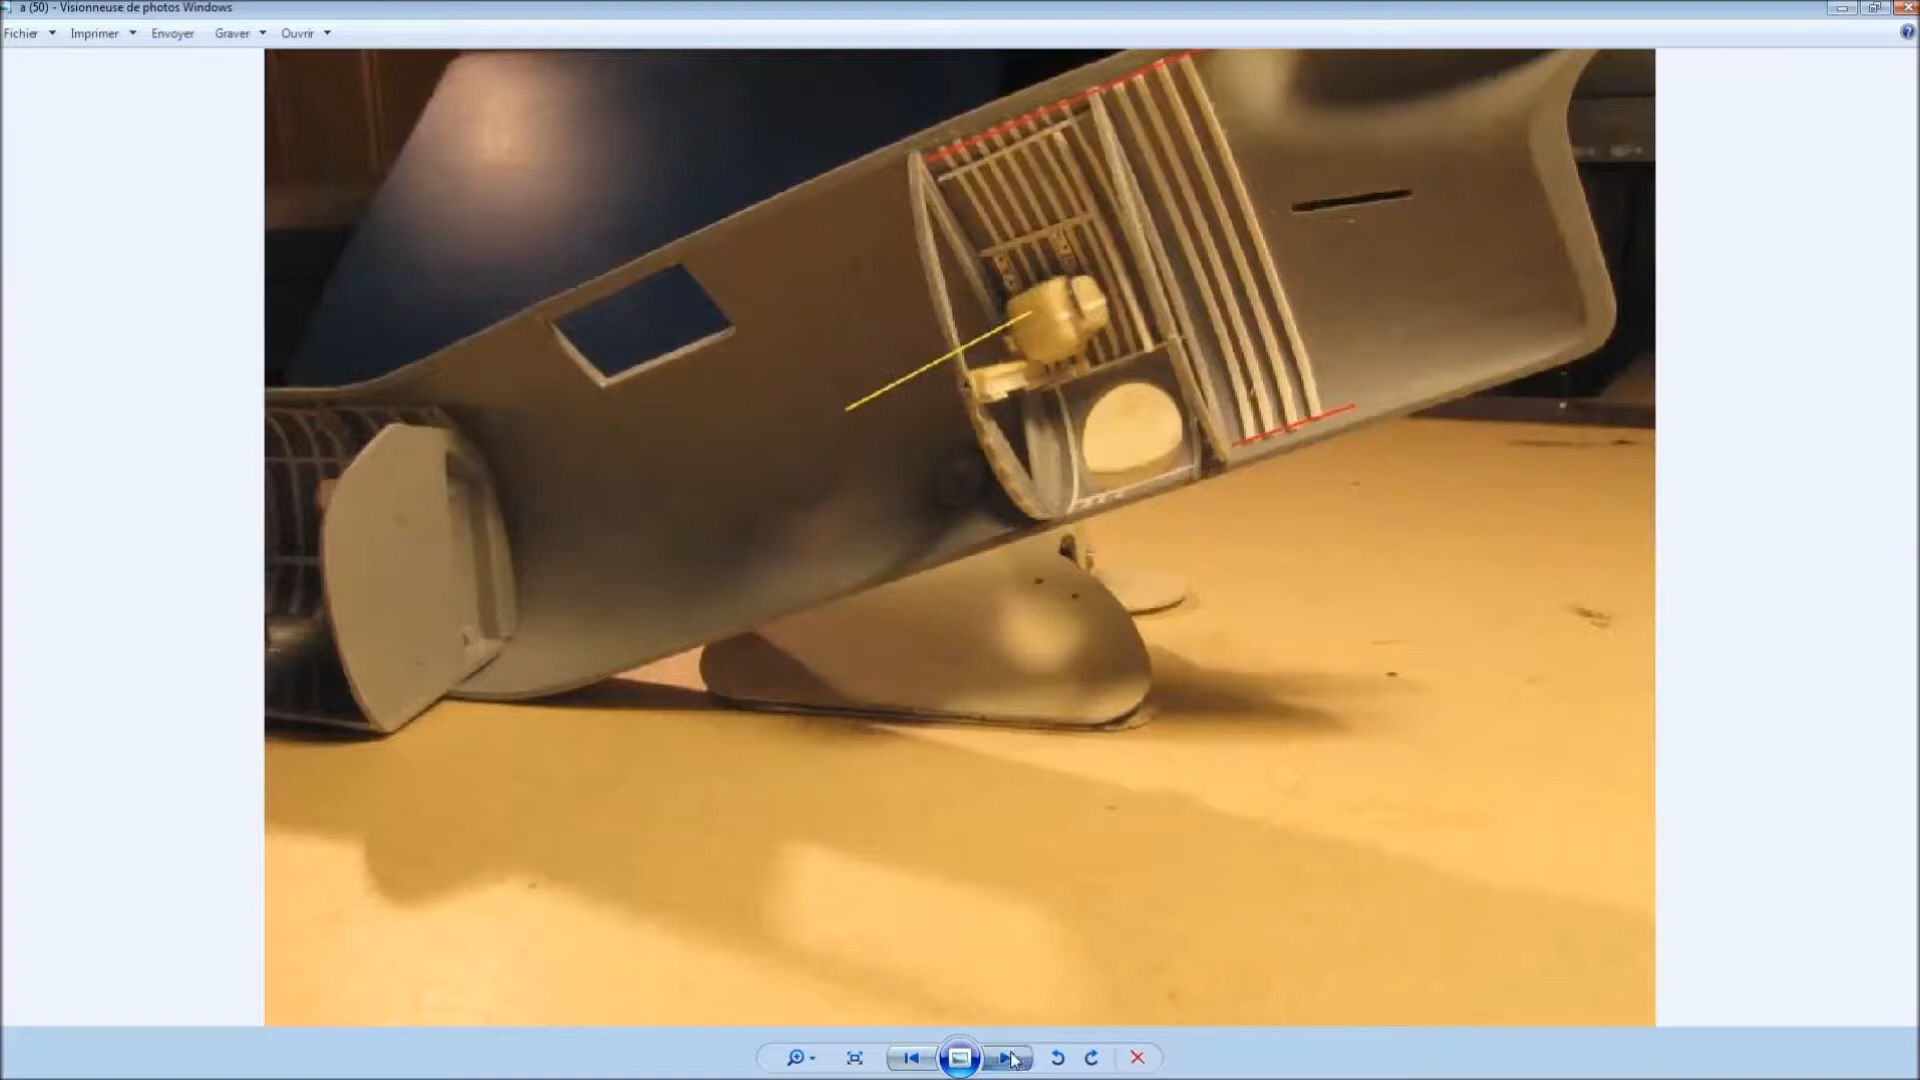 a (50) - Visionneuse de photos Windows
Fichier Imprimer Envoyer Graver Ouvrir